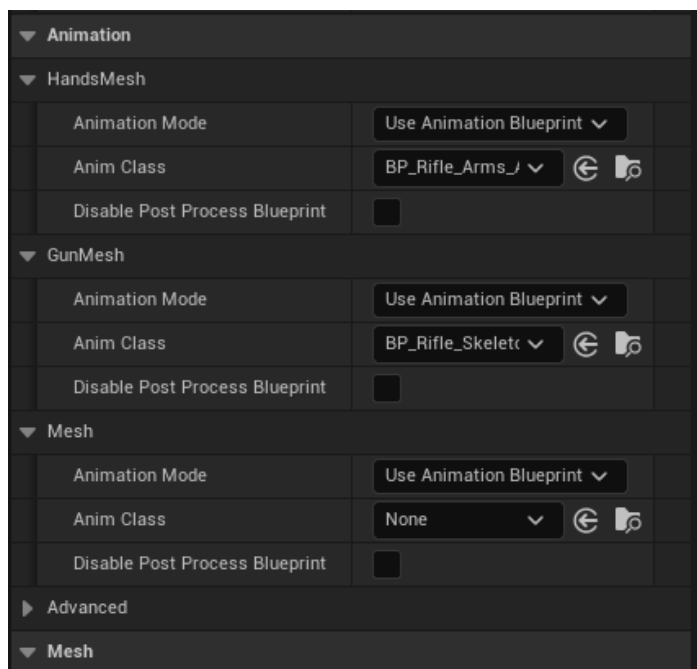 Animation
HandsMesh
Animation Mode Use Animation Blueprint
Anim Class BP_Rifle_Arms_
Disable Post Process Blueprint
GunMesh
Animation Mode Use Animation Blueprint
Anim Class BP_Rifle_Skelet
Disable Post Process Blueprint
Mesh
Animation Mode Use Animation Blueprint
Anim Class None
Disable Post Process Blueprint
Advanced
Mesh